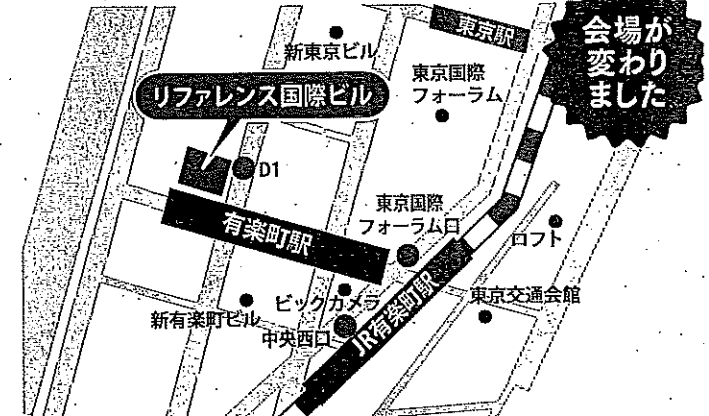 東京駅
会場が
変わり
ました
新東京ビル
東京国際
フォーラム
リファレンス国際ビル
D1
東京国際
フォーラム口
有楽町駅
ロフト
ビックカメラ
東京交通会館
新有楽町ビル
中央西口
JR有楽町駅